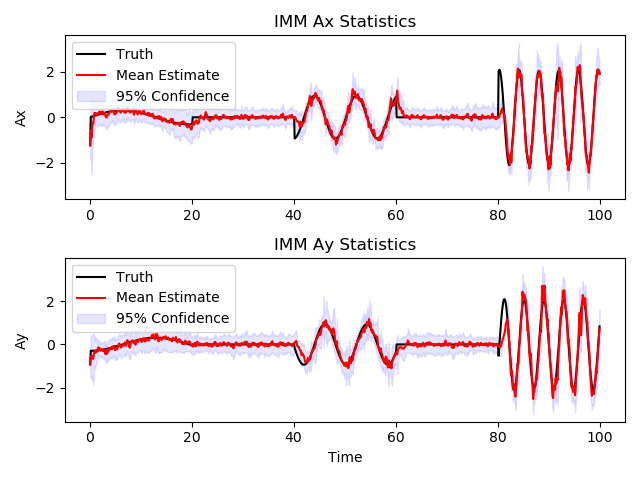 IMM Ax Statistics
Truth
Mean Estimate
95% Confidence
Ax
2
0
−2
0 20 40 60 80 100
IMM Ay Statistics
Truth
Mean Estimate
95% Confidence
Ay
2
0
−2
0 20 40 60 80 100
Time